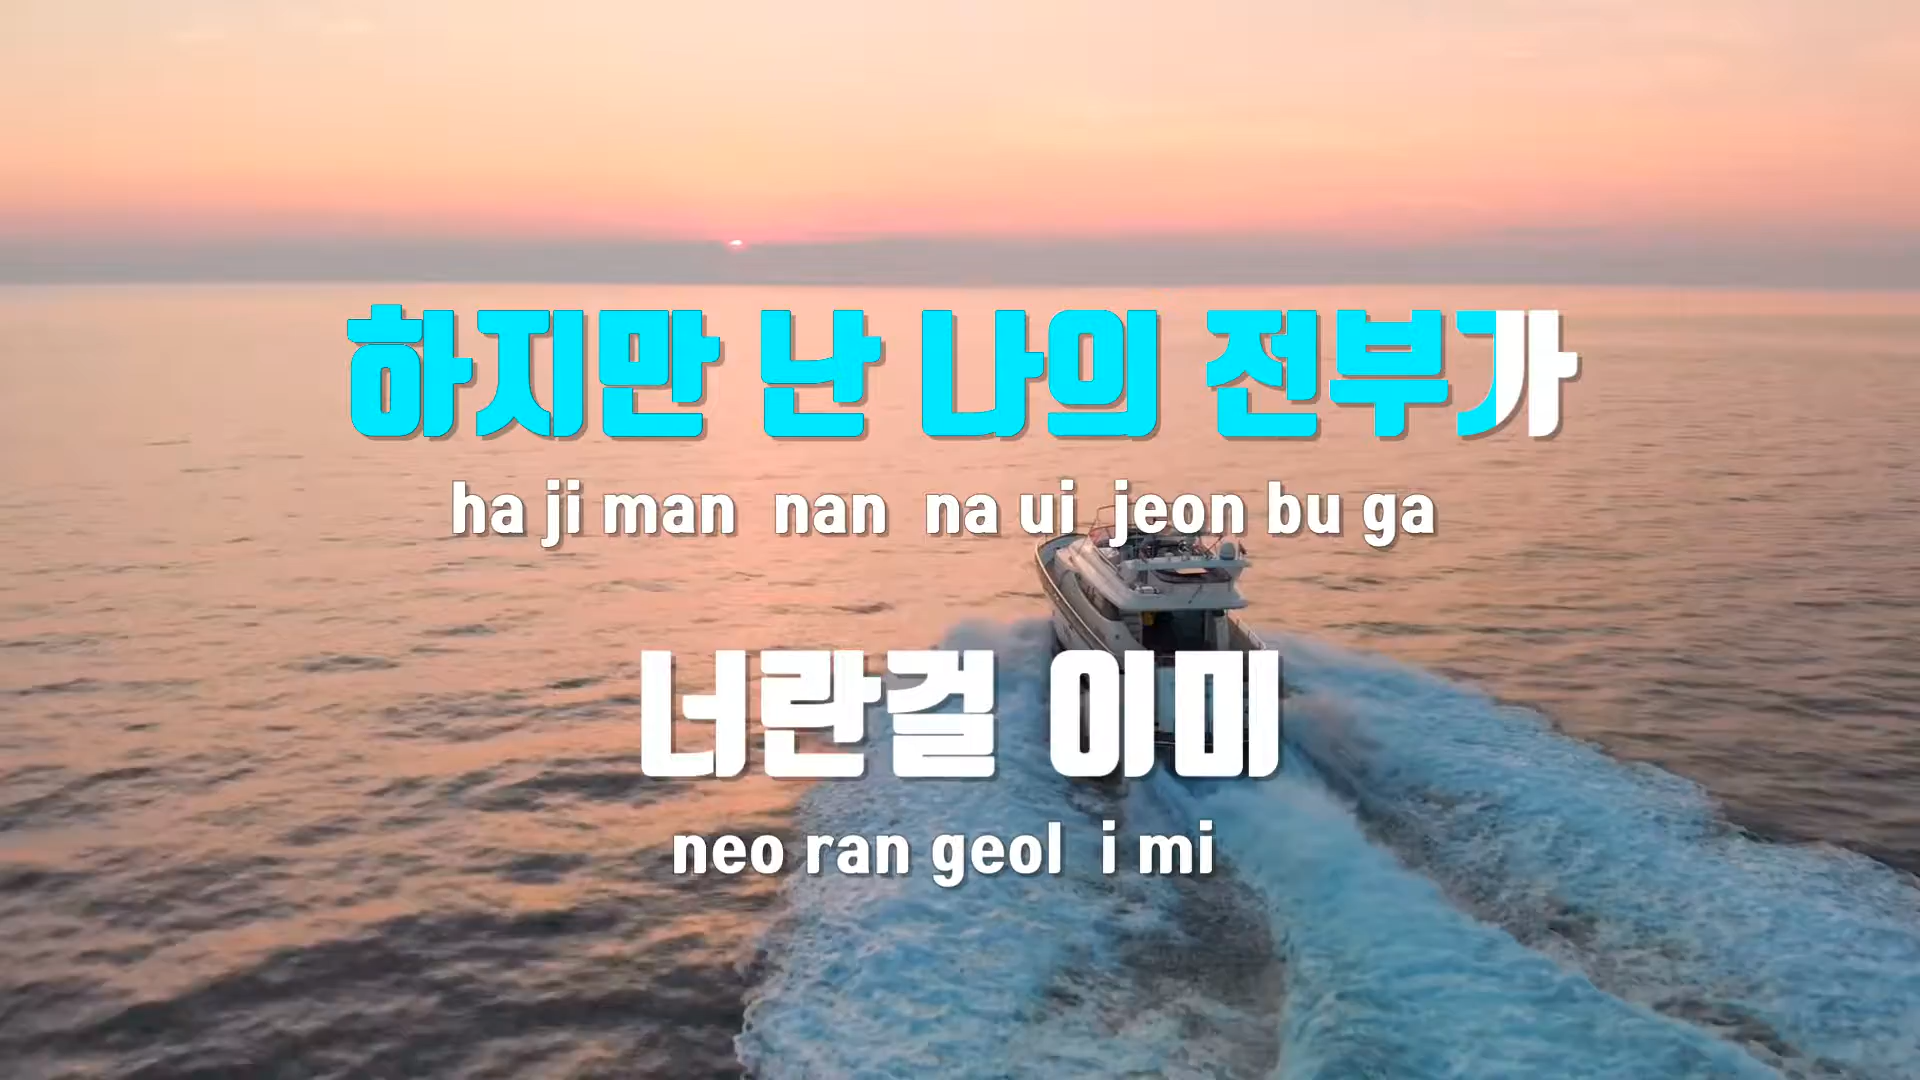 하지만 난 나의 전부가
ha ji man nan na ui jeon bu ga
너란걸 이미
neo ran geol i mi